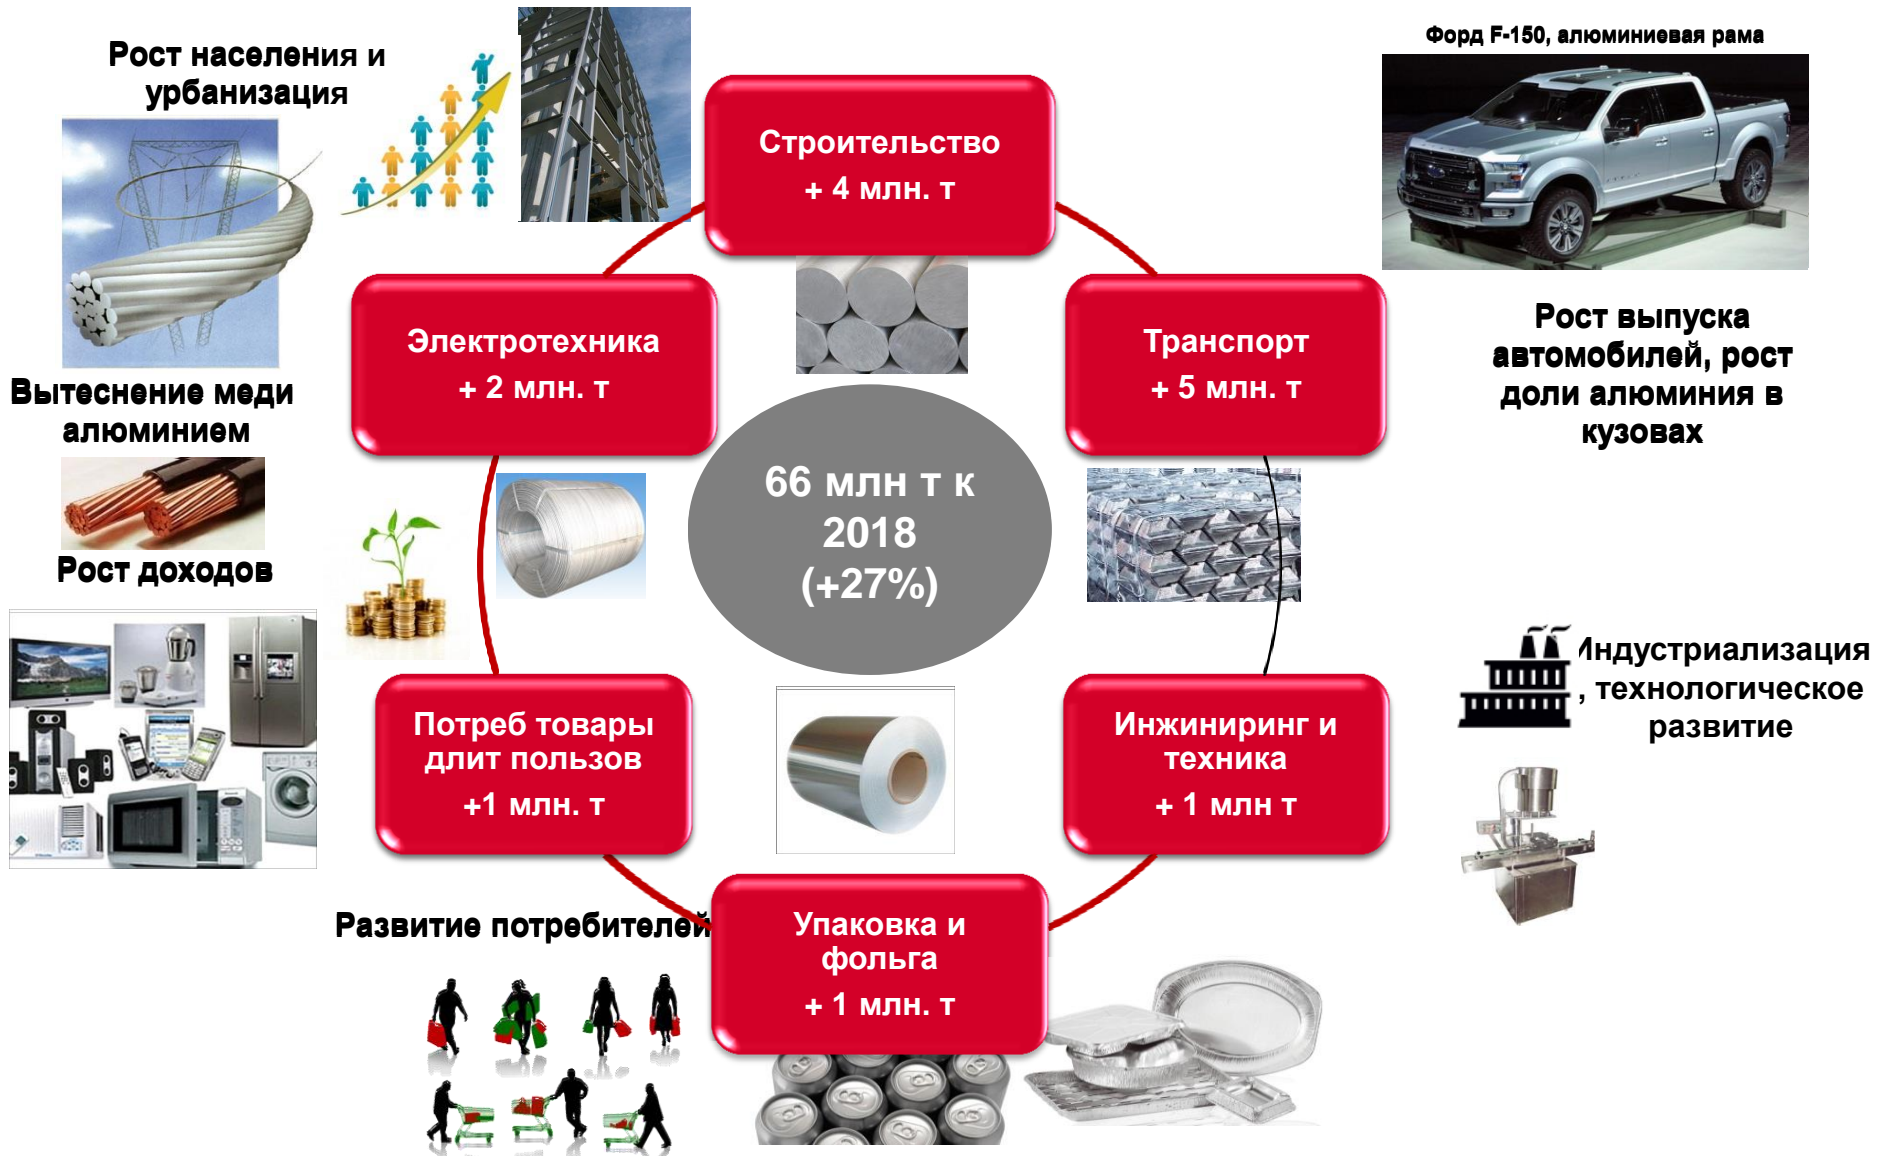 Рост населения и
урбанизация
Форд F-150, алюминиевая рама
Строительство
+ 4 млн. т
Электротехника
+ 2 млн. т
Транспорт
+ 5 млн. т
Рост выпуска
автомобилей, рост
доли алюминия в
кузовах
Вытеснение меди
алюминием
66 млн т к
2018
(+27%)
Рост доходов
Индустриализация
, технологическое
развитие
Потреб товары
длит пользов
+1 млн. т
Инжиниринг и
техника
+ 1 млн т
Развитие потребителей
Упаковка и
фольга
+ 1 млн. т